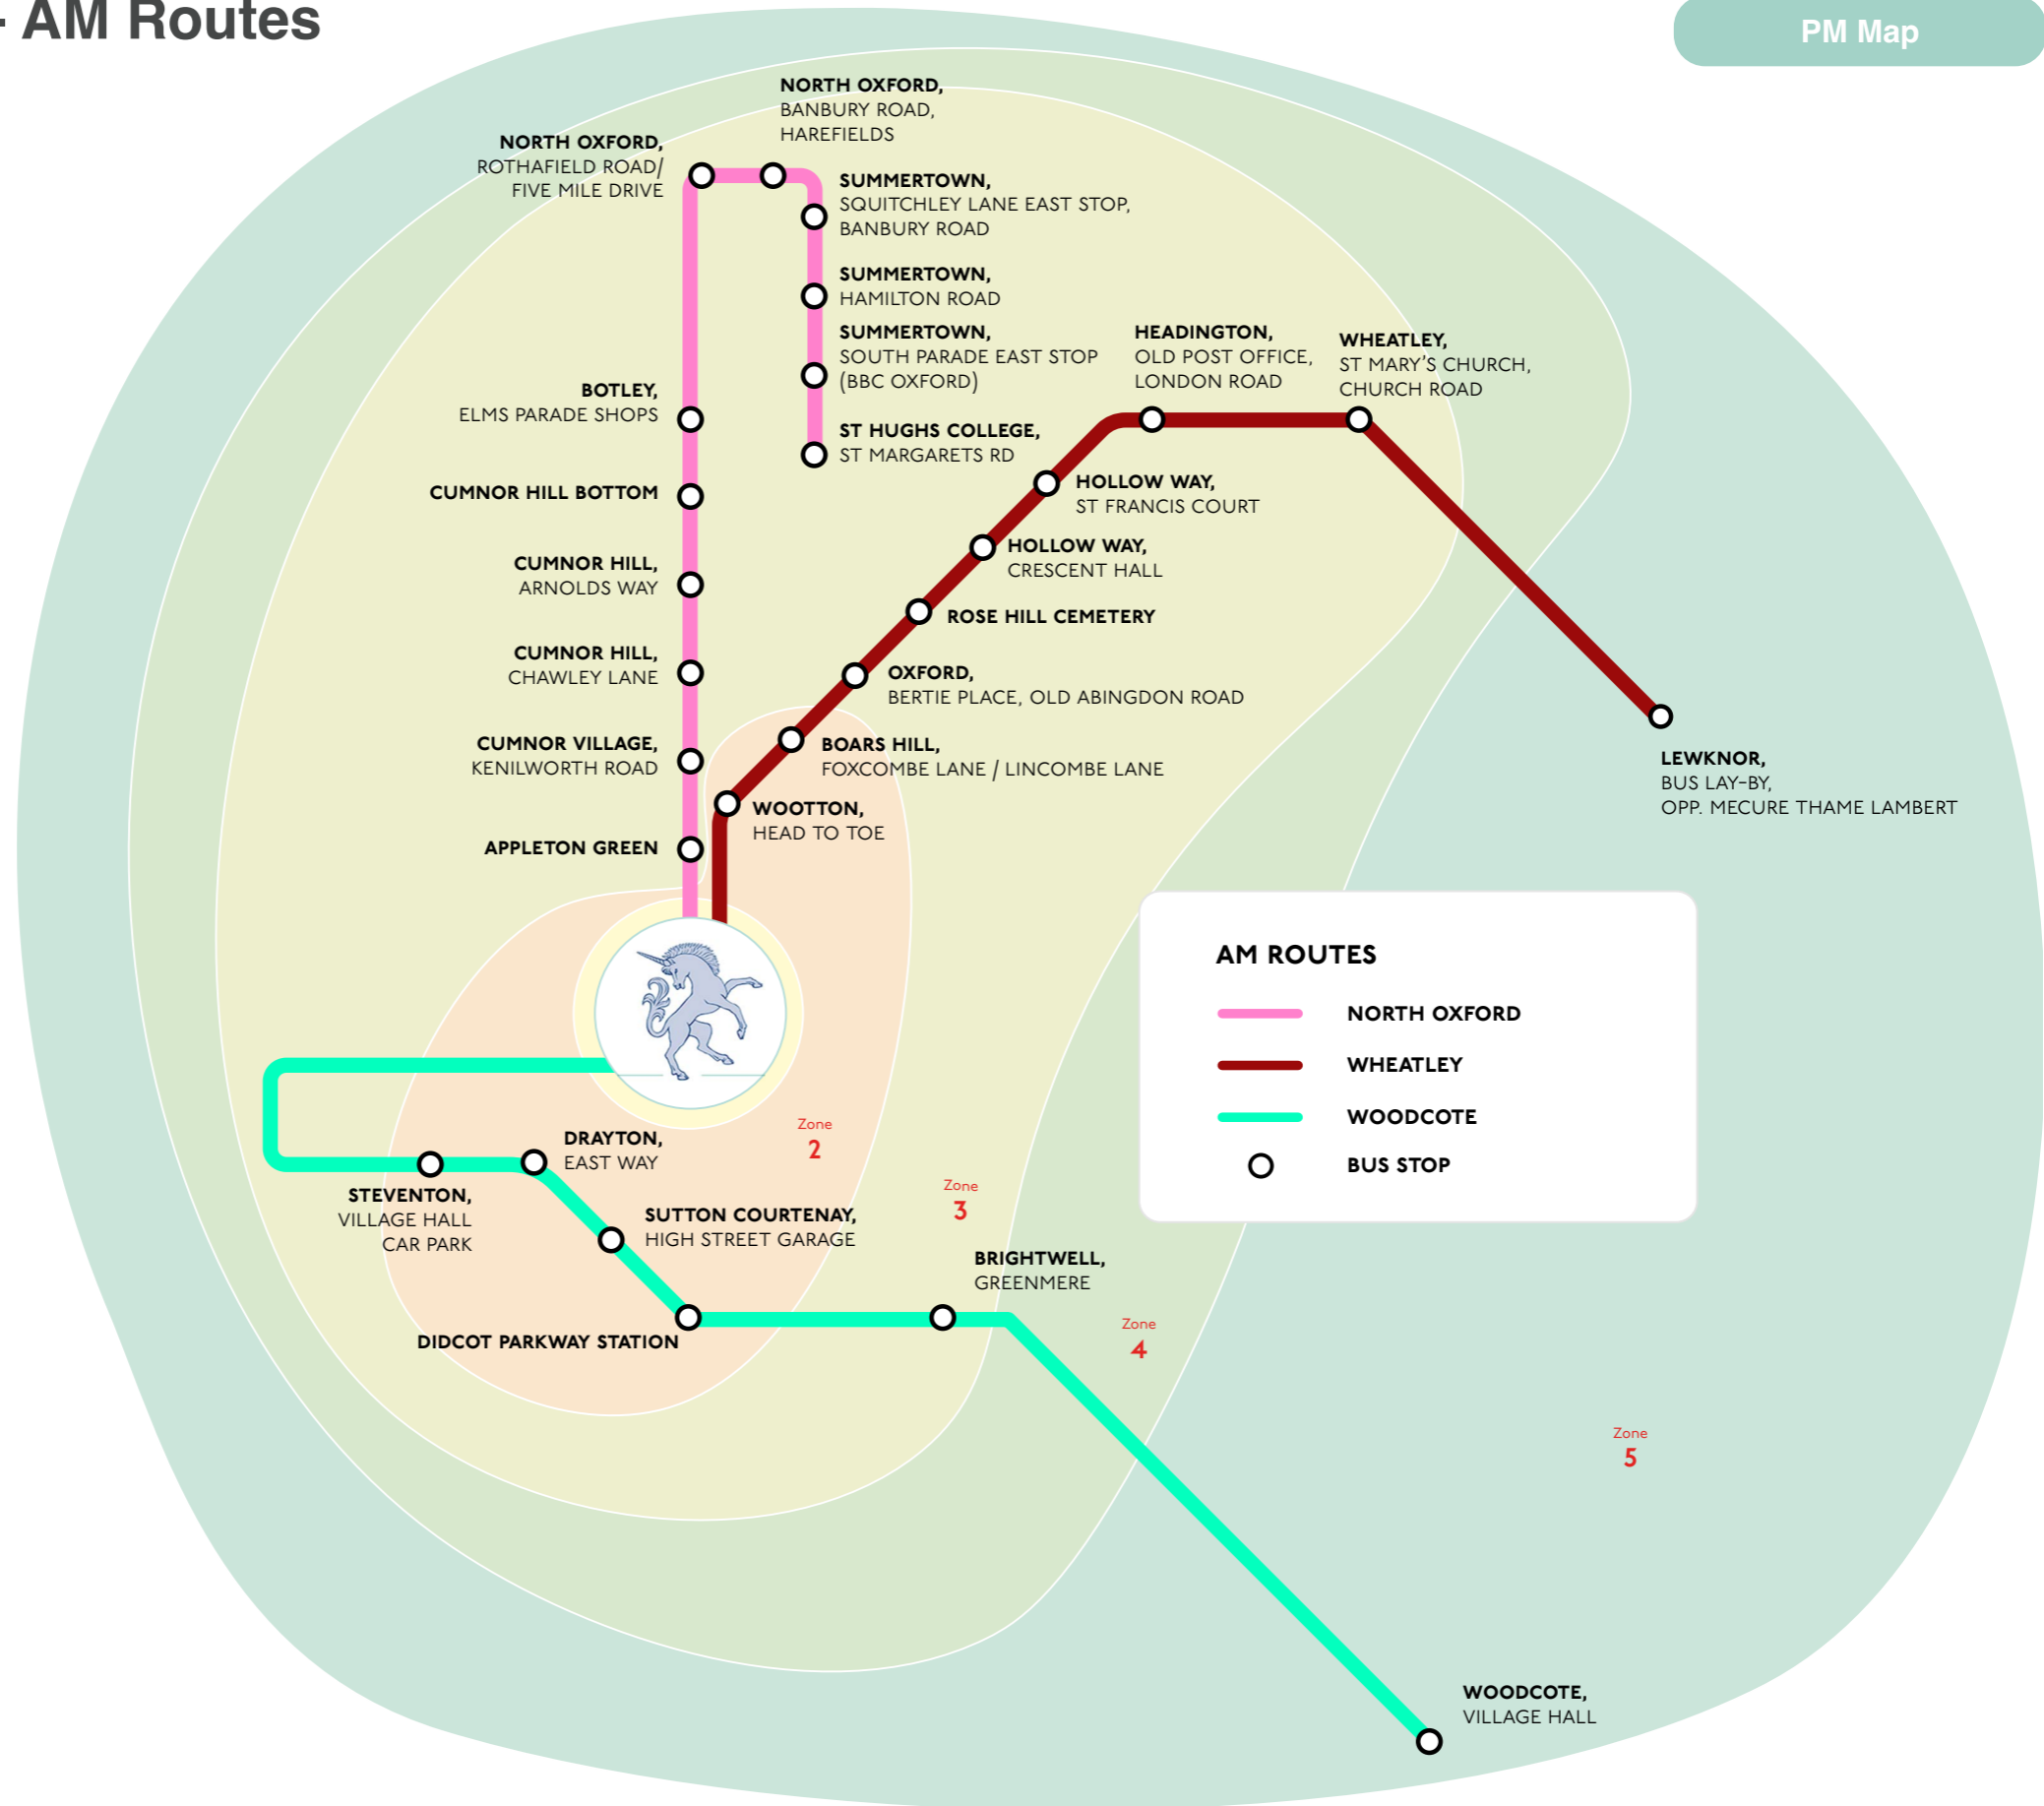 - AM Routes
PM Map
NORTH OXFORD,
BANBURY ROAD,
HAREFIELDS
NORTH OXFORD,
ROTHAFIELD ROAD/
FIVE MILE DRIVE
SUMMERTOWN,
SQUITCHLEY LANE EAST STOP,
BANBURY ROAD
SUMMERTOWN,
HAMILTON ROAD
SUMMERTOWN,
SOUTH PARADE EAST STOP
(BBC OXFORD)
ST HUGHS COLLEGE,
ST MARGARETS RD
HEADINGTON,
OLD POST OFFICE,
LONDON ROAD
WHEATLEY,
ST MARY'S CHURCH,
CHURCH ROAD
BOTLEY,
ELMS PARADE SHOPS
CUMNOR HILL BOTTOM
HOLLOW WAY,
ST FRANCIS COURT
HOLLOW WAY,
CRESCENT HALL
CUMNOR HILL,
ARNOLDS WAY
ROSE HILL CEMETERY
CUMNOR HILL,
CHAWLEY LANE
OXFORD,
BERTIE PLACE, OLD ABINGDON ROAD
CUMNOR VILLAGE,
KENILWORTH ROAD
BOARS HILL,
FOXCOMBE LANE / LINCOMBE LANE
LEWKNOR,
BUS LAY-BY,
OPP. MECURE THAME LAMBERT
WOOTTON,
HEAD TO TOE
APPLETON GREEN
AM ROUTES
NORTH OXFORD
WHEATLEY
WOODCOTE
BUS STOP
Zone
2
DRAYTON,
EAST WAY
STEVENTON,
VILLAGE HALL
CAR PARK
Zone
3
SUTTON COURTENAY,
HIGH STREET GARAGE
BRIGHTWELL,
GREENMERE
DIDCOT PARKWAY STATION
Zone
4
Zone
5
WOODCOTE,
VILLAGE HALL